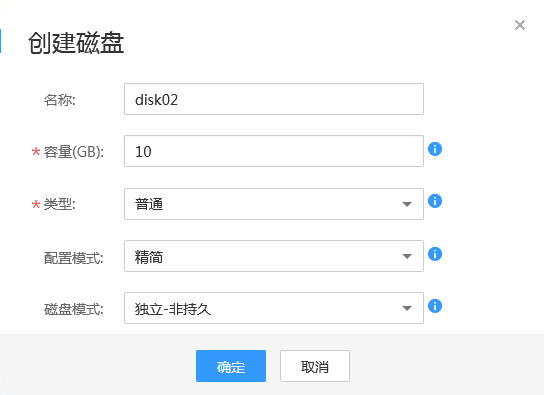 创建磁盘
名称: disk02
* 容量(GB): 10
* 类型: 普通
配置模式: 精简
磁盘模式: 独立-非持久
确定 取消